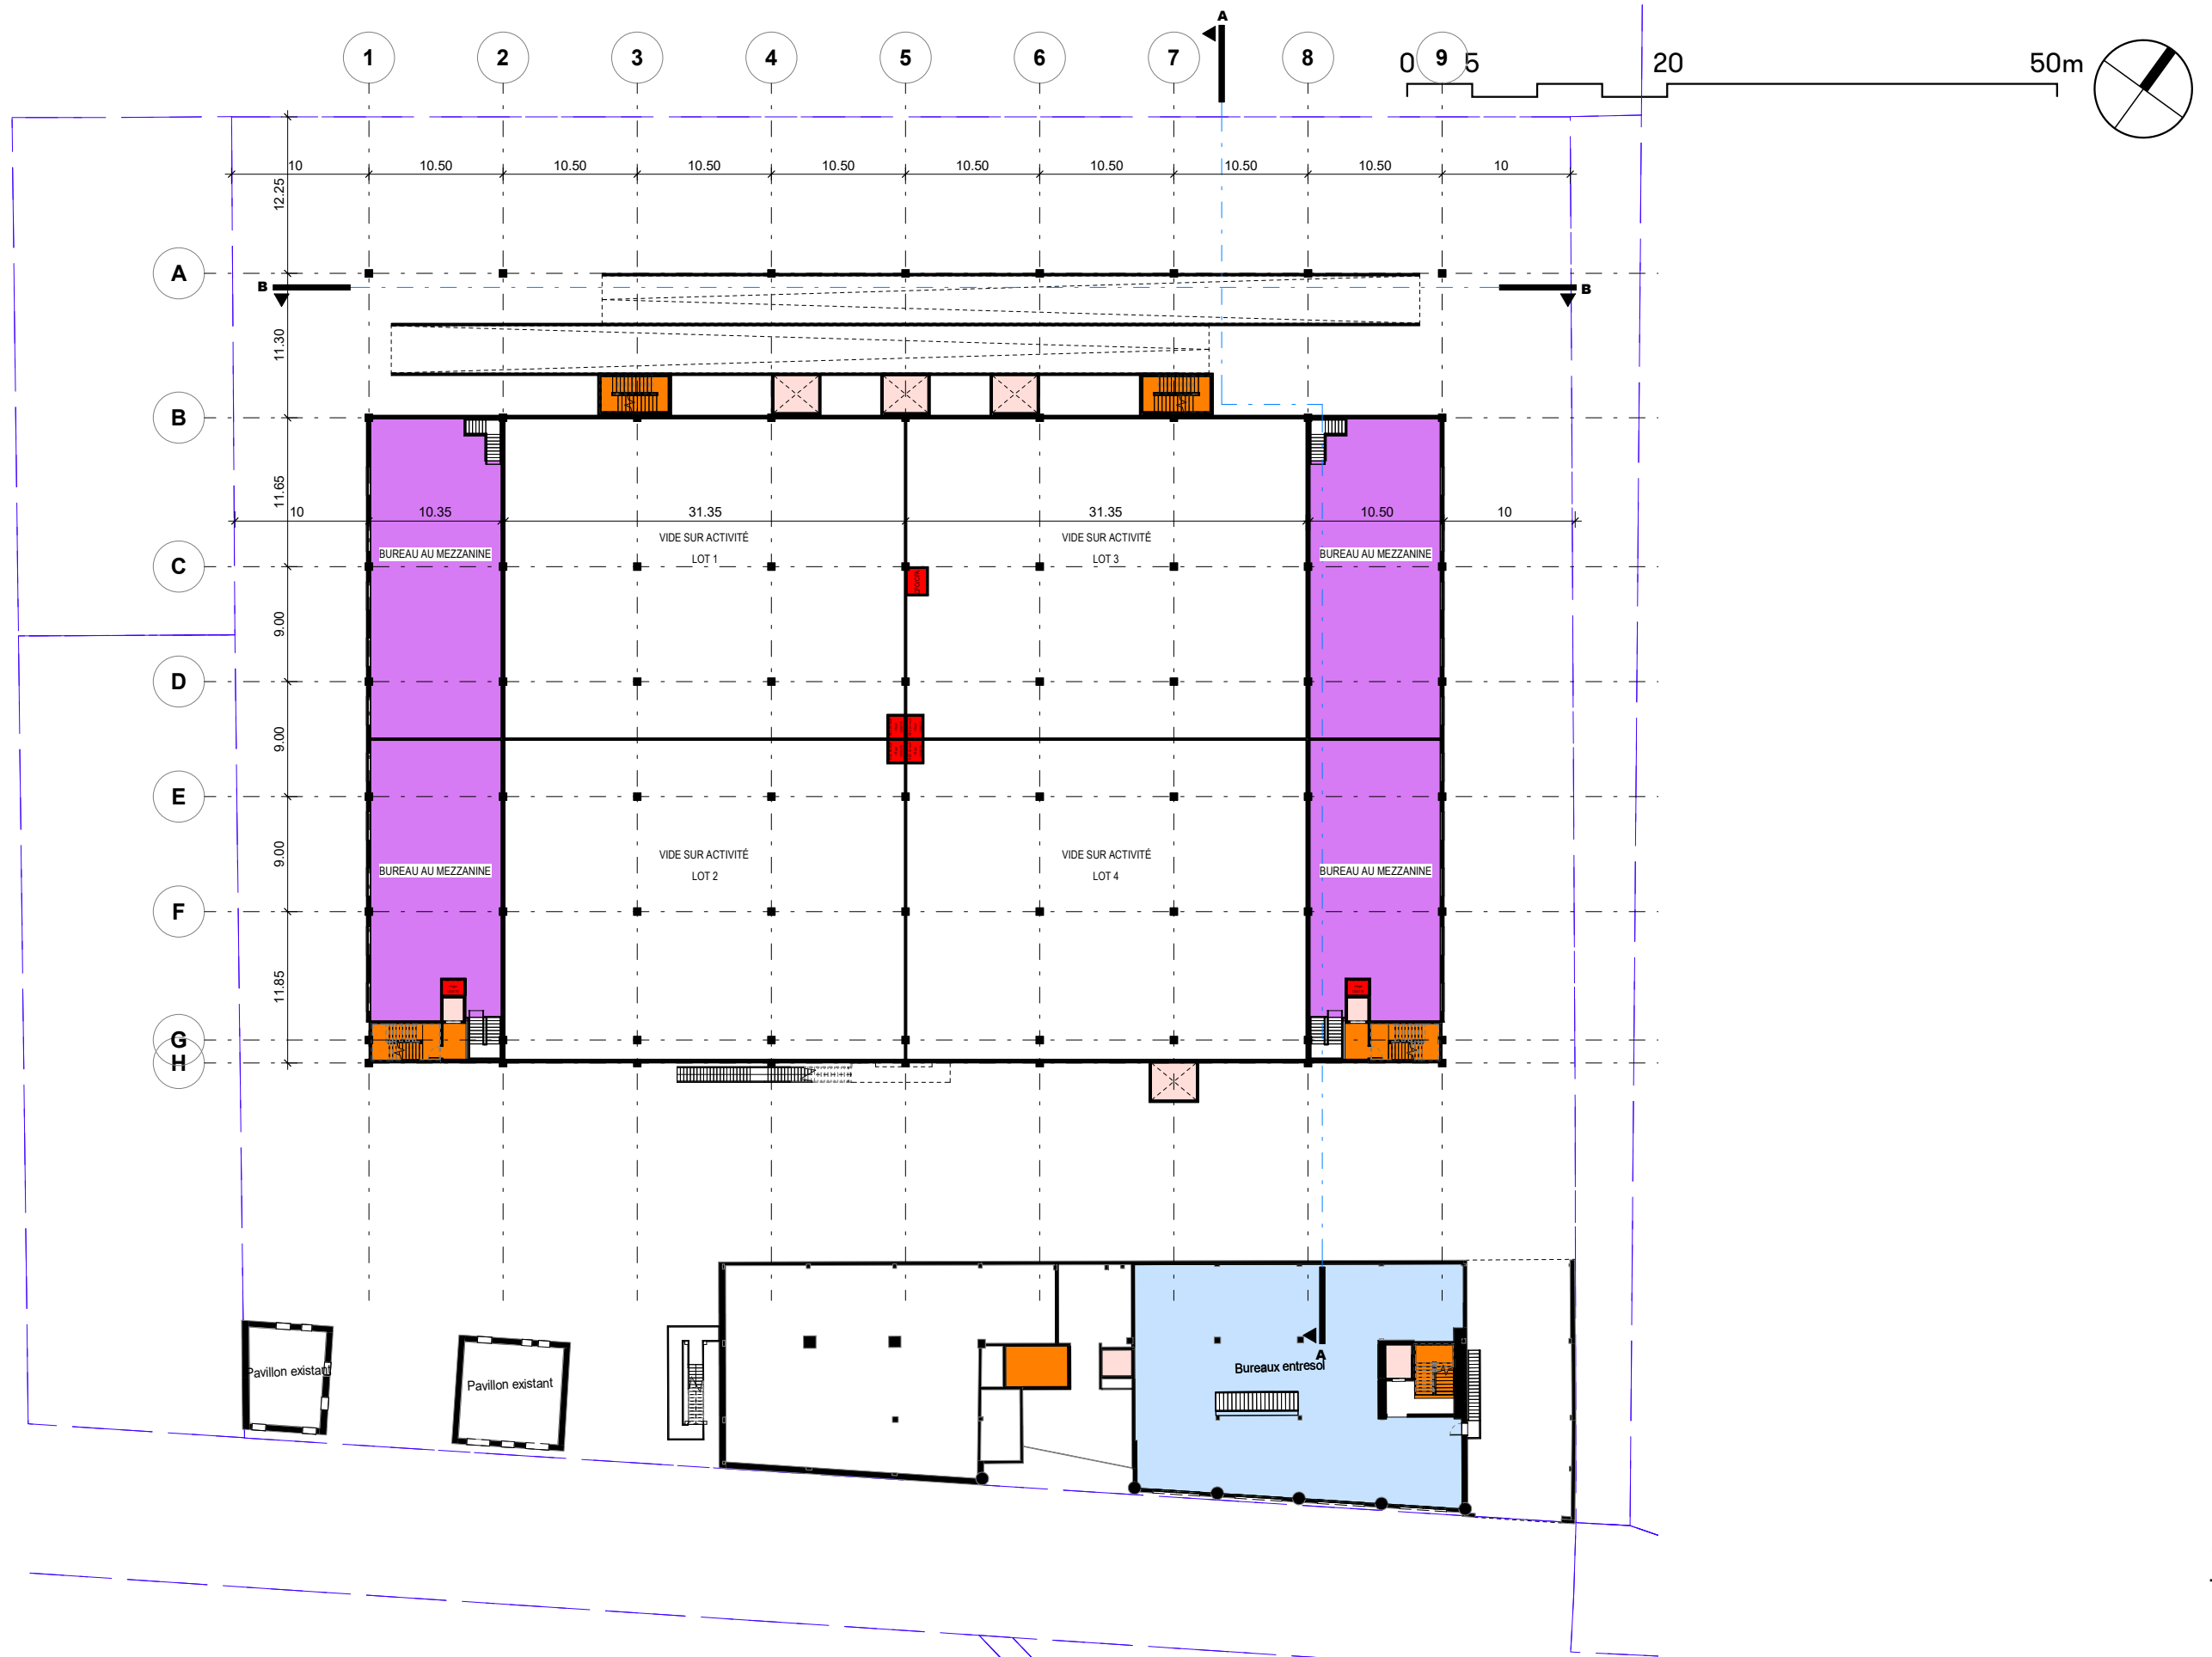 A
1 2 3 4 5 6 7 8 9
0 5 20 50m
10 10.50 10.50 10.50 10.50 10.50 10.50 10.50 10.50 10
12.25
A
B B
11.30
B
11.65
10 10.35 31.35 31.35 10.50 10
VIDE SUR ACTIVITÉ
LOT 1
VIDE SUR ACTIVITÉ
LOT 3
BUREAU AU MEZZANINE
BUREAU AU MEZZANINE
C
9.00
D
9.00
E
9.00
VIDE SUR ACTIVITÉ
LOT 2
VIDE SUR ACTIVITÉ
LOT 4
BUREAU AU MEZZANINE
BUREAU AU MEZZANINE
F
11.85
G
H
A
Bureaux entresol
Pavillon existant
Pavillon existant